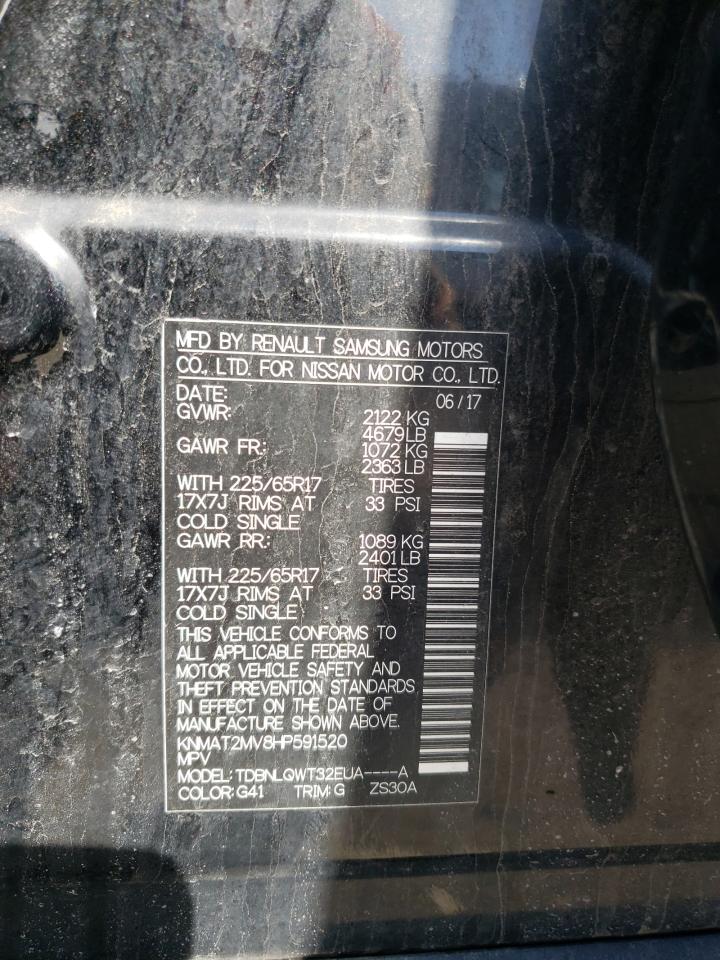 MFD BY RENAULT SAMSUNG MOTORS
CO., LTD. FOR NISSAN MOTOR CO., LTD.
DATE: 06/17
GVWR: 2122 KG
4679 LB
GAWR FR: 1072 KG
2363 LB
WITH 225/65R17 TIRES
17X7J RIMS AT 33 PSI
COLD SINGLE
GAWR RR: 1089 KG
2401 LB
WITH 225/65R17 TIRES
17X7J RIMS AT 33 PSI
COLD SINGLE
THIS VEHICLE CONFORMS TO
ALL APPLICABLE FEDERAL
MOTOR VEHICLE SAFETY AND
THEFT PREVENTION STANDARDS
IN EFFECT ON THE DATE OF
MANUFACTURE SHOWN ABOVE.
KNMAT2MV8HP591520
MPV
MODEL: TDBNLQWT32EUA----A
COLOR: G41 TRIM: G ZS30A